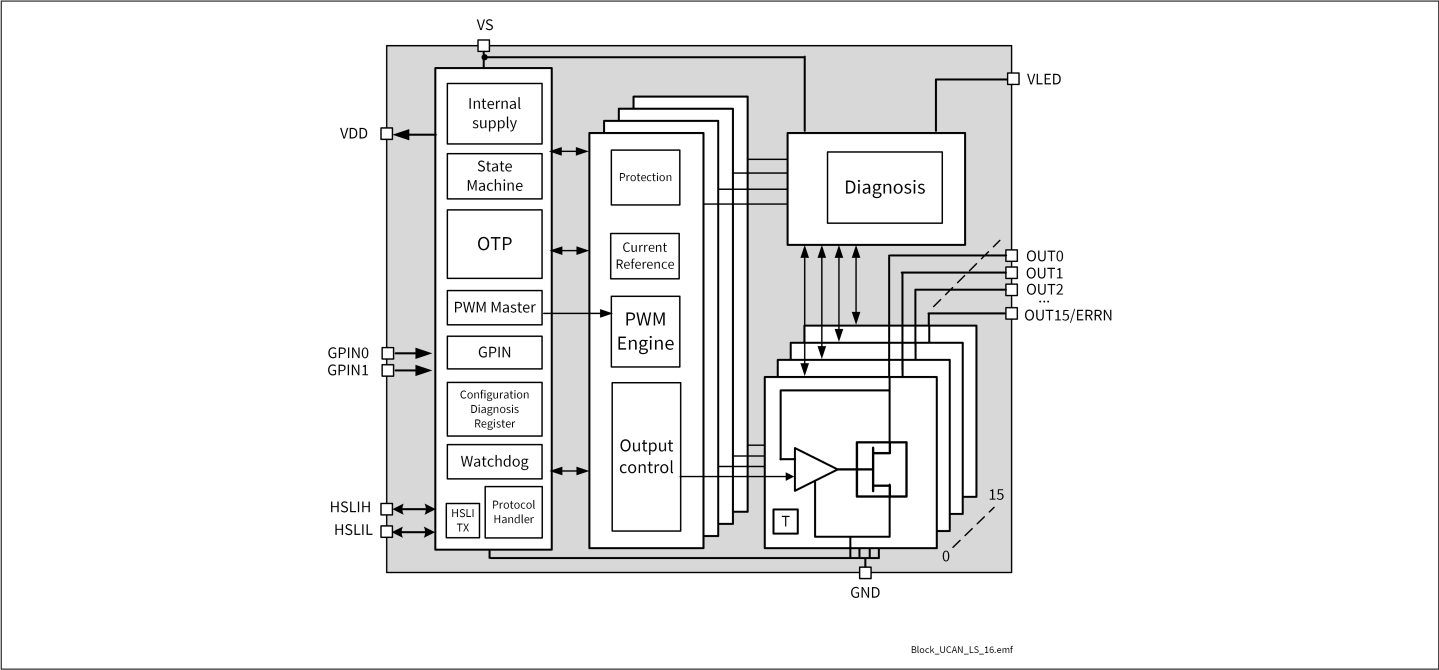 VS
VLED
VDD
Internal
supply
State
Machine
OTP
PWM Master
GPIN
Configuration
Diagnosis
Register
Watchdog
HSLI
TX
Protocol
Handler
GPIN0
GPIN1
HSLIH
HSLIL
Protection
Current
Reference
PWM
Engine
Output
control
Diagnosis
OUT0
OUT1
OUT2
...
OUT15/ERRN
T
15
0
GND
Block_UCAN_LS_16.emf